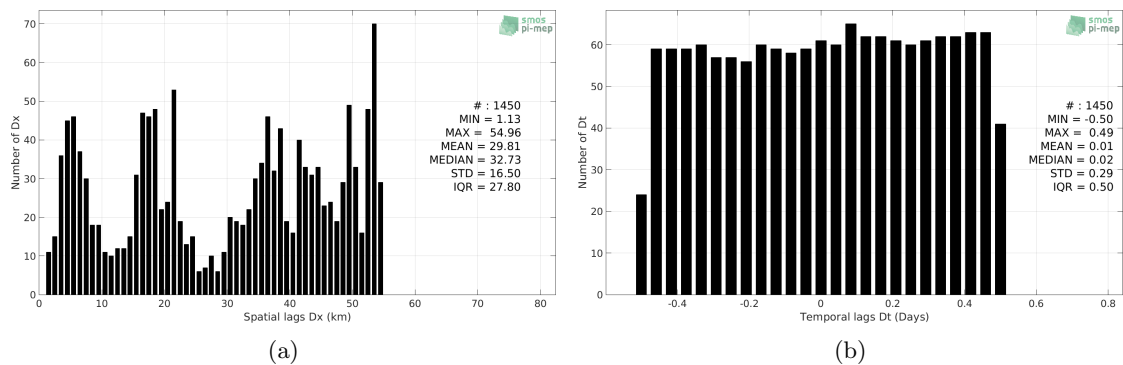 smos
pi-mep
70
60
50
40
30
20
10
0
Number of Dx
# : 1450
MIN = 1.13
MAX = 54.96
MEAN = 29.81
MEDIAN = 32.73
STD = 16.50
IQR = 27.80
0 10 20 30 40 50 60 70 80
Spatial lags Dx (km)
(a)
smos
pi-mep
60
50
40
30
20
10
0
Number of Dt
# : 1450
MIN = -0.50
MAX = 0.49
MEAN = 0.01
MEDIAN = 0.02
STD = 0.29
IQR = 0.50
-0.4 -0.2 0 0.2 0.4 0.6 0.8
Temporal lags Dt (Days)
(b)